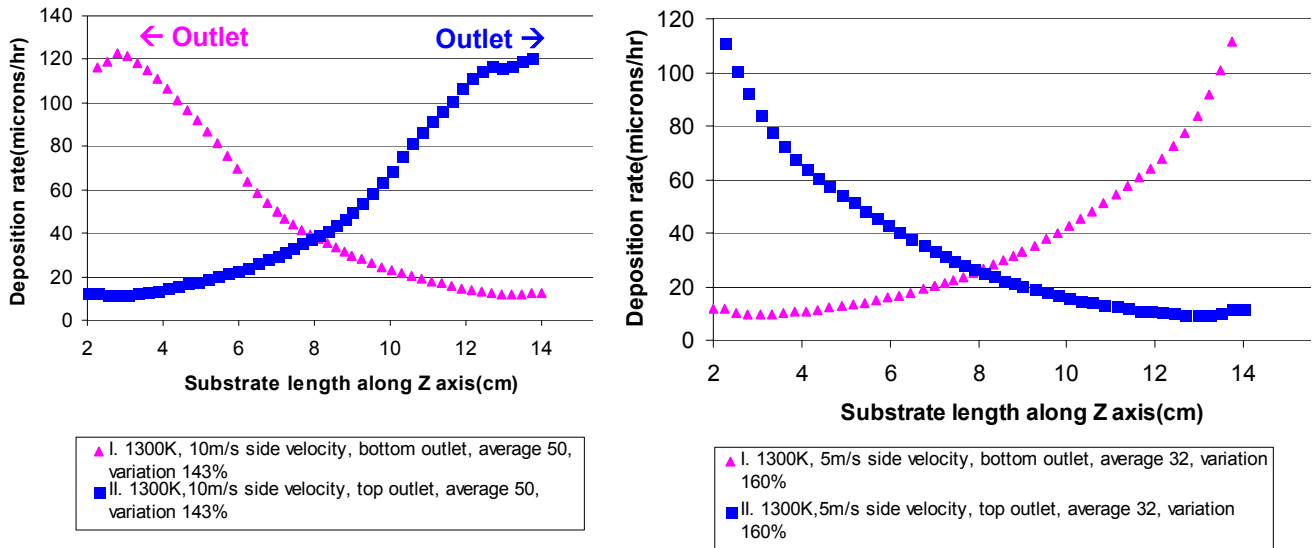 Deposition rate(microns/hr)
140
120
100
80
60
40
20
0
← Outlet
Outlet →
2
4
6
8
10
12
14
Substrate length along Z axis(cm)
I. 1300K, 10m/s side velocity, bottom outlet, average 50,
variation 143%
II. 1300K,10m/s side velocity, top outlet, average 50,
variation 143%
Deposition rate(microns/hr)
120
100
80
60
40
20
0
2
4
6
8
10
12
14
Substrate length along Z axis(cm)
I. 1300K, 5m/s side velocity, bottom outlet, average 32, variation
160%
II. 1300K,5m/s side velocity, top outlet, average 32, variation
160%